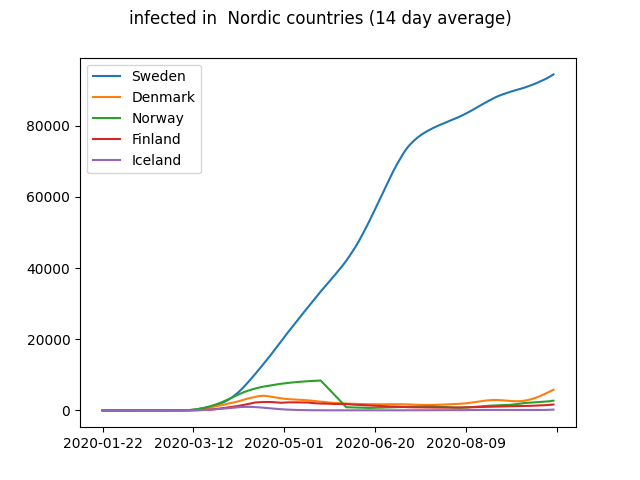 infected in  Nordic countries (14 day average)
Sweden
Denmark
Norway
Finland
Iceland
80000
60000
40000
20000
0
2020-01-22 2020-03-12 2020-05-01 2020-06-20 2020-08-09